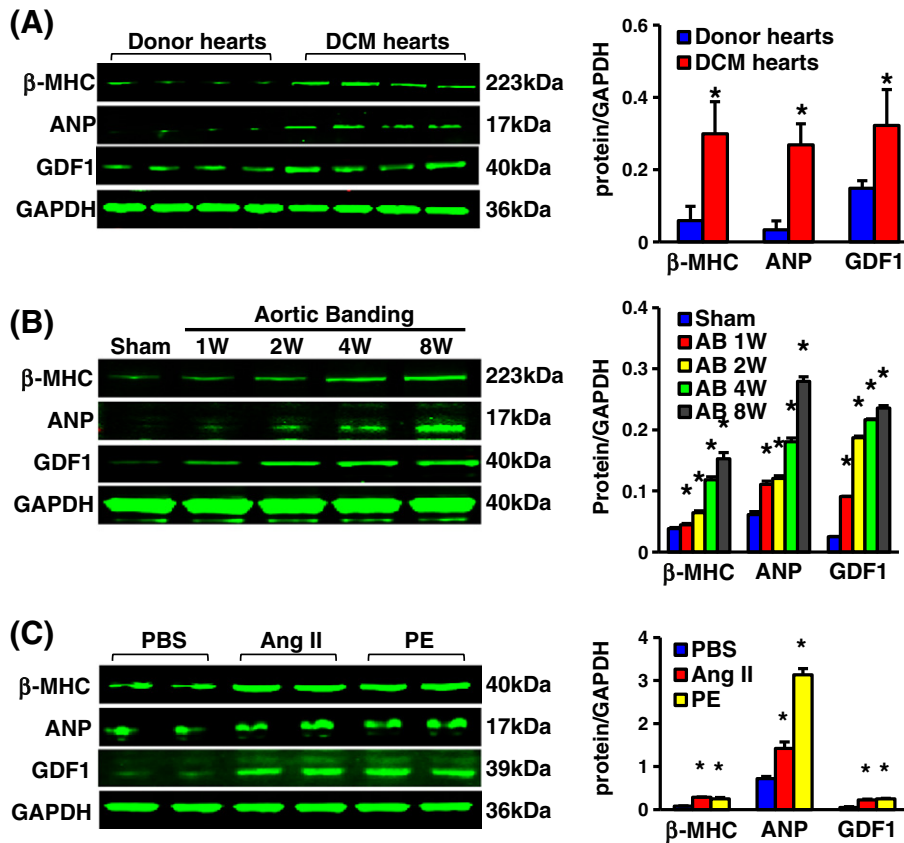 (A)
Donor hearts DCM hearts
β-MHC 223kDa
ANP 17kDa
GDF1 40kDa
GAPDH 36kDa
protein/GAPDH
0.6
0.4
0.2
0
Donor hearts
DCM hearts
* * *
β-MHC ANP GDF1
(B)
Aortic Banding
Sham 1W 2W 4W 8W
β-MHC 223kDa
ANP 17kDa
GDF1 40kDa
GAPDH 40kDa
Protein/GAPDH
0.4
0.3
0.2
0.1
0
Sham
AB 1W
AB 2W
AB 4W
AB 8W
* * * * * * * * * * * *
β-MHC ANP GDF1
(C)
PBS Ang II PE
β-MHC 40kDa
ANP 17kDa
GDF1 39kDa
GAPDH 36kDa
protein/GAPDH
4
3
2
1
0
PBS
Ang II
PE
* * * * * *
β-MHC ANP GDF1